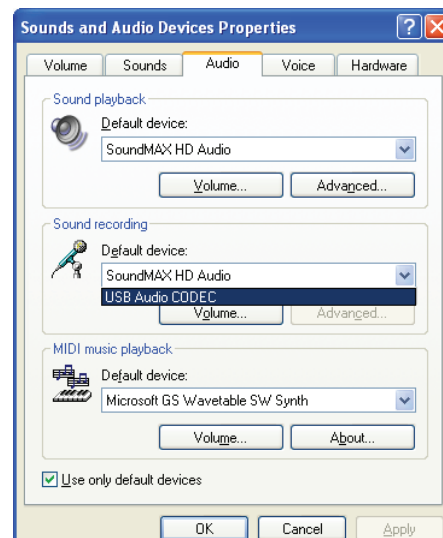 Sounds and Audio Devices Properties
Volume Sounds Audio Voice Hardware
Sound playback
Default device:
SoundMAX HD Audio
Volume... Advanced...
Sound recording
Default device:
SoundMAX HD Audio
USB Audio CODEC
Volume... Advanced...
MIDI music playback
Default device:
Microsoft GS Wavetable SW Synth
Volume... About...
Use only default devices
OK Cancel Apply